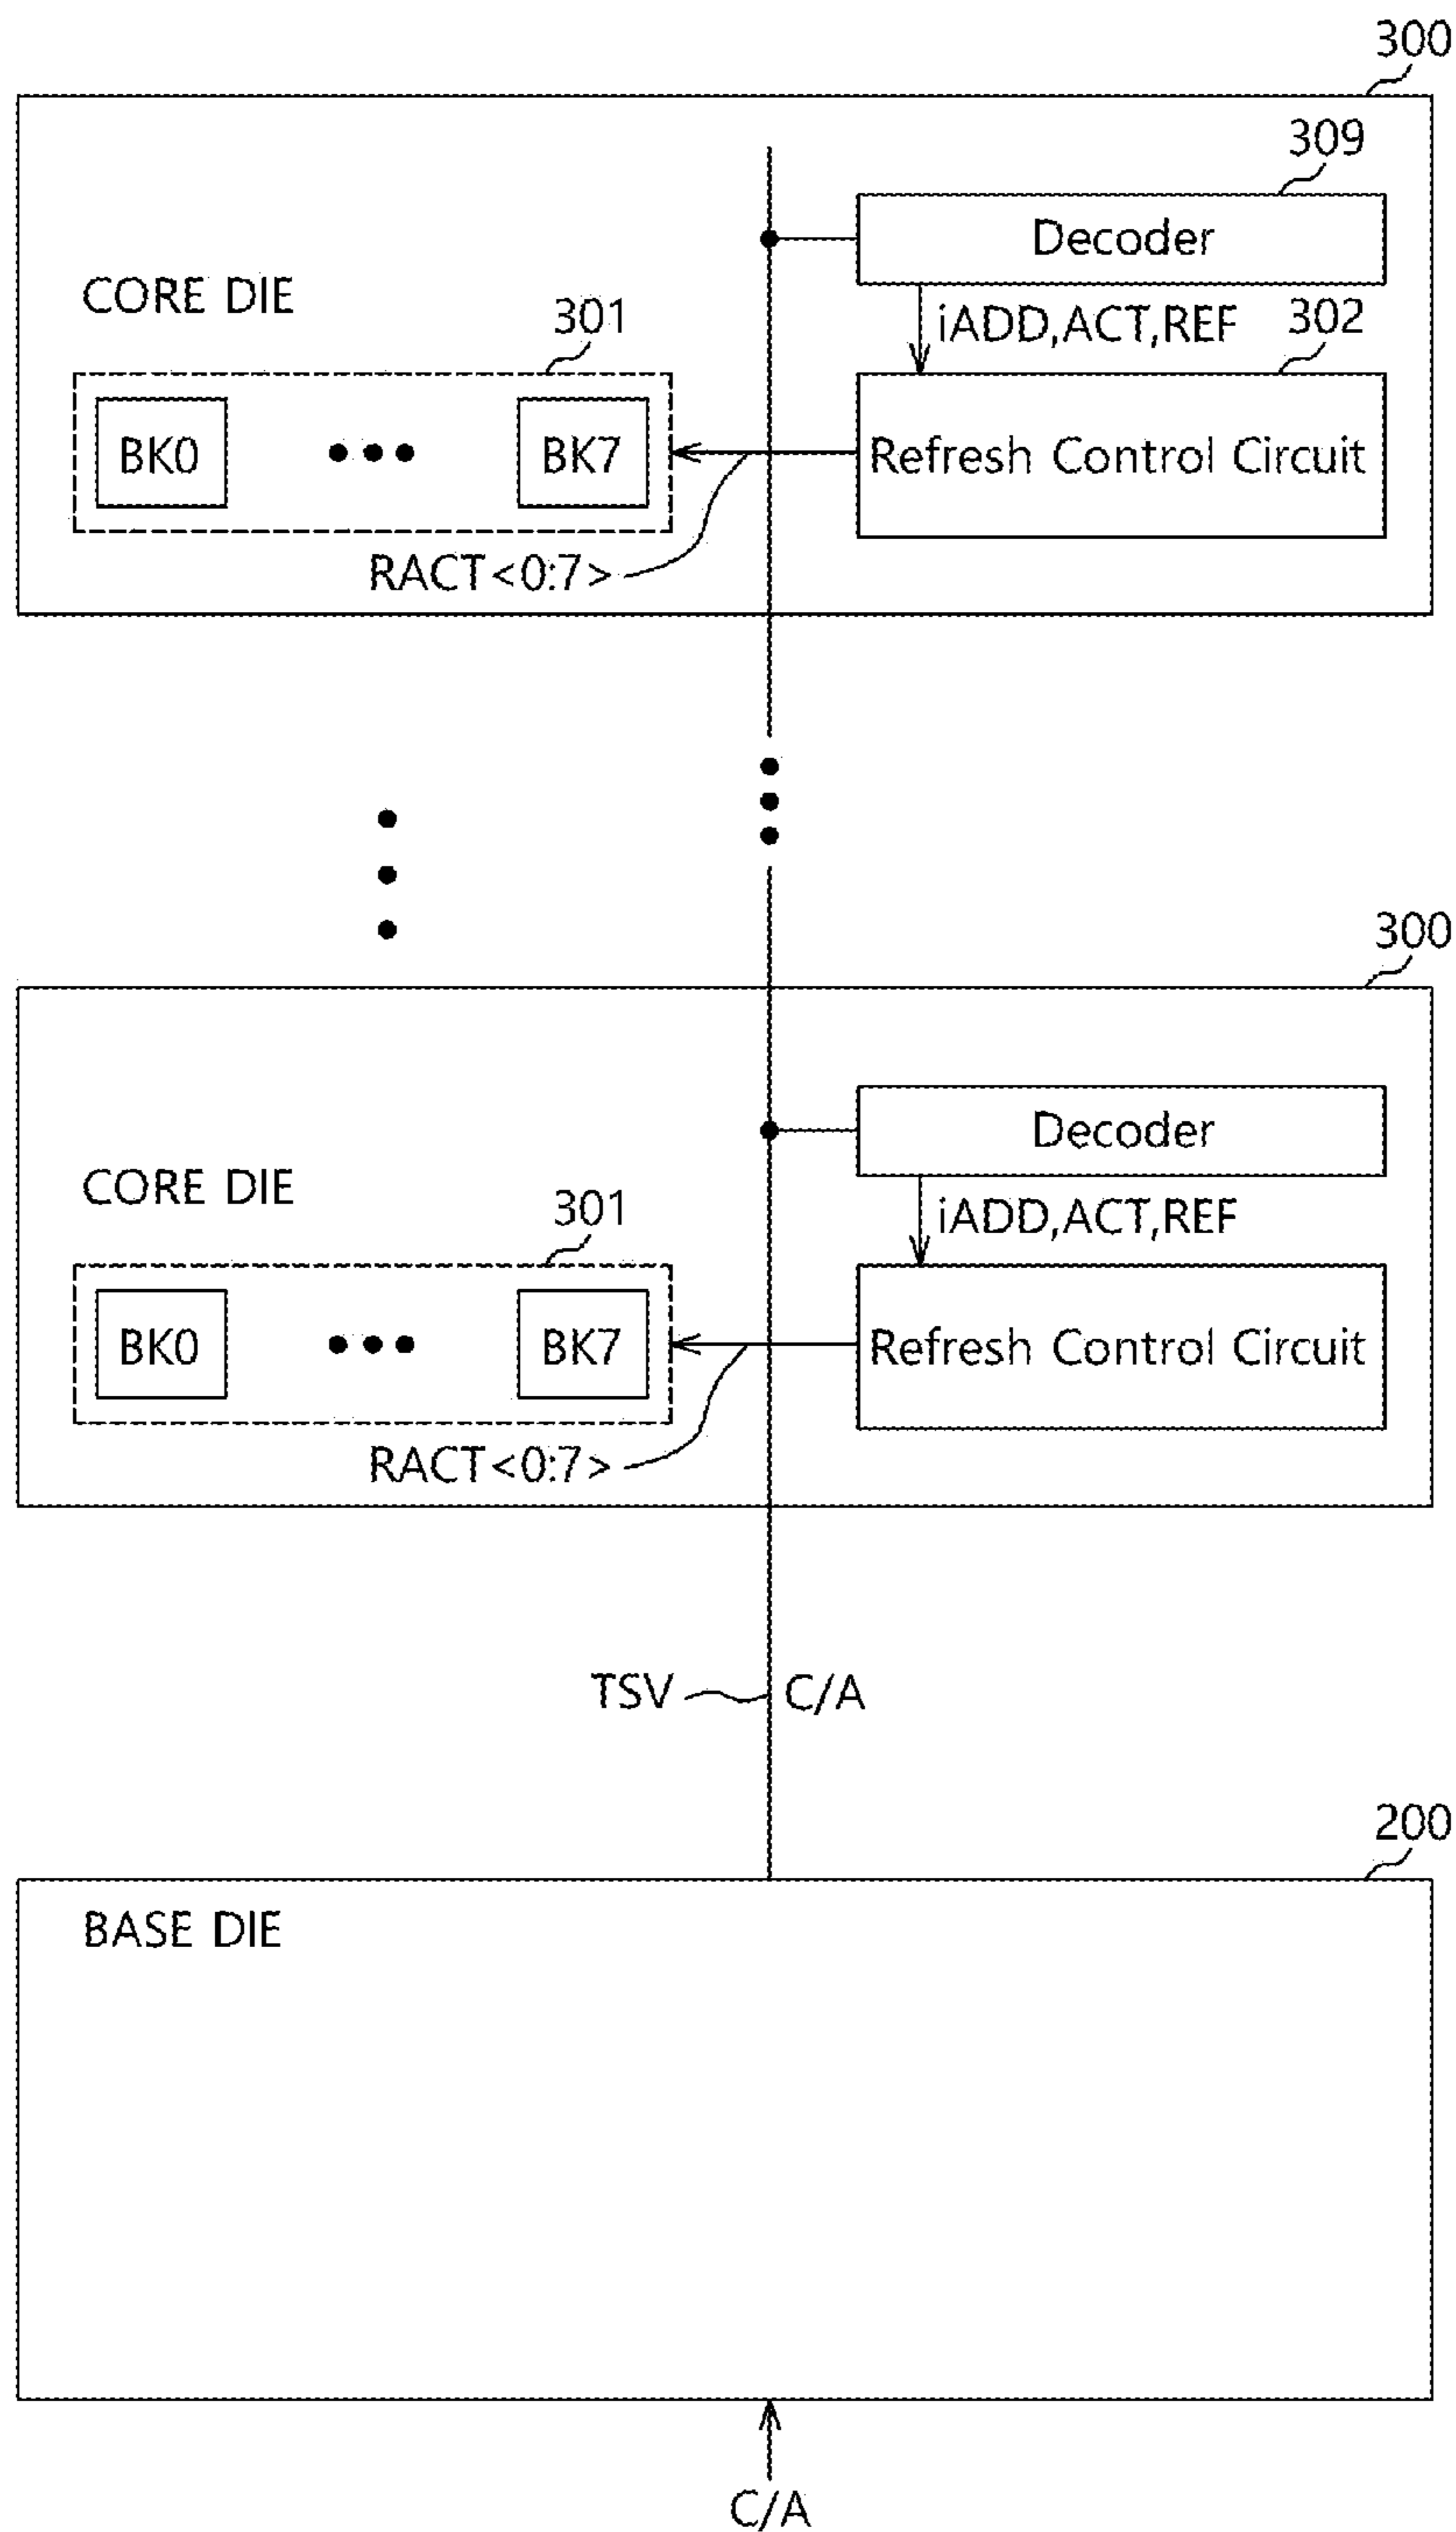 300
309
Decoder
CORE DIE
301
iADD,ACT,REF
302
BK0
BK7
Refresh Control Circuit
RACT<0:7>
300
Decoder
CORE DIE
301
iADD,ACT,REF
BK0
BK7
Refresh Control Circuit
RACT<0:7>
TSV
C/A
200
BASE DIE
C/A